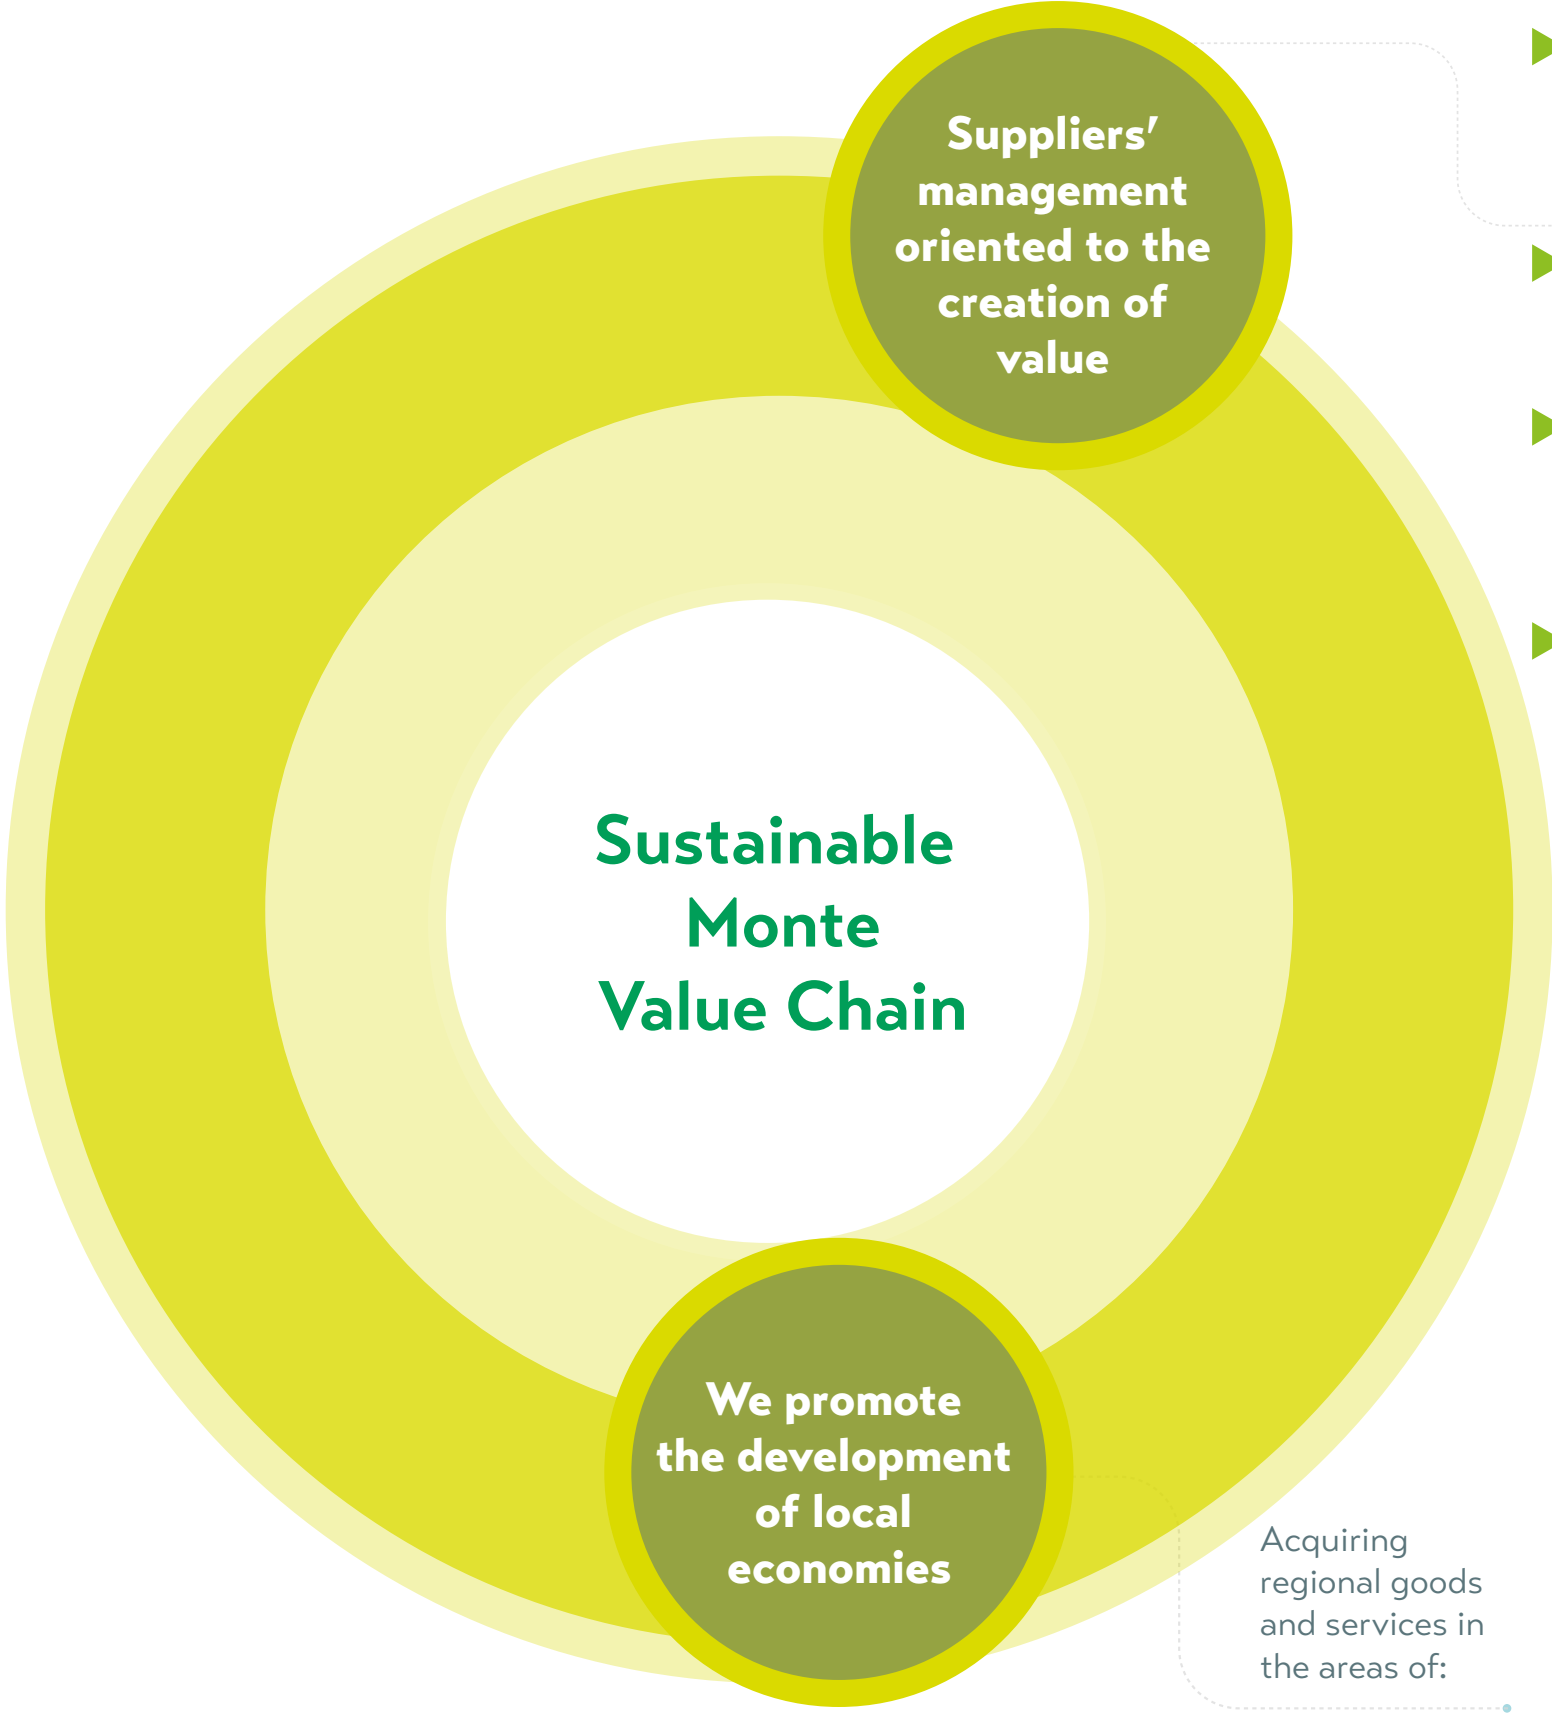 Suppliers’
management
oriented to the
creation of
value
Sustainable
Monte
Value Chain
We promote
the development
of local
economies
Acquiring
regional goods
and services in
the areas of: